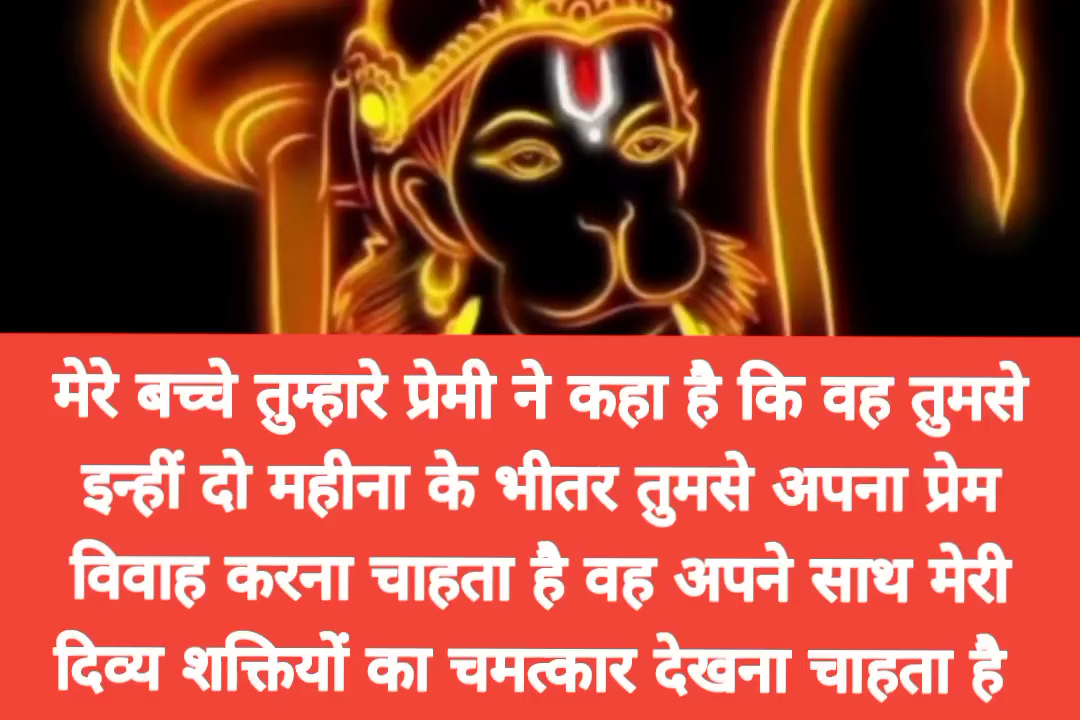 मेरे बच्चे तुम्हारे प्रेमी ने कहा है कि वह तुमसे
इन्हीं दो महीना के भीतर तुमसे अपना प्रेम
विवाह करना चाहता है वह अपने साथ मेरी
दिव्य शक्तियों का चमत्कार देखना चाहता है